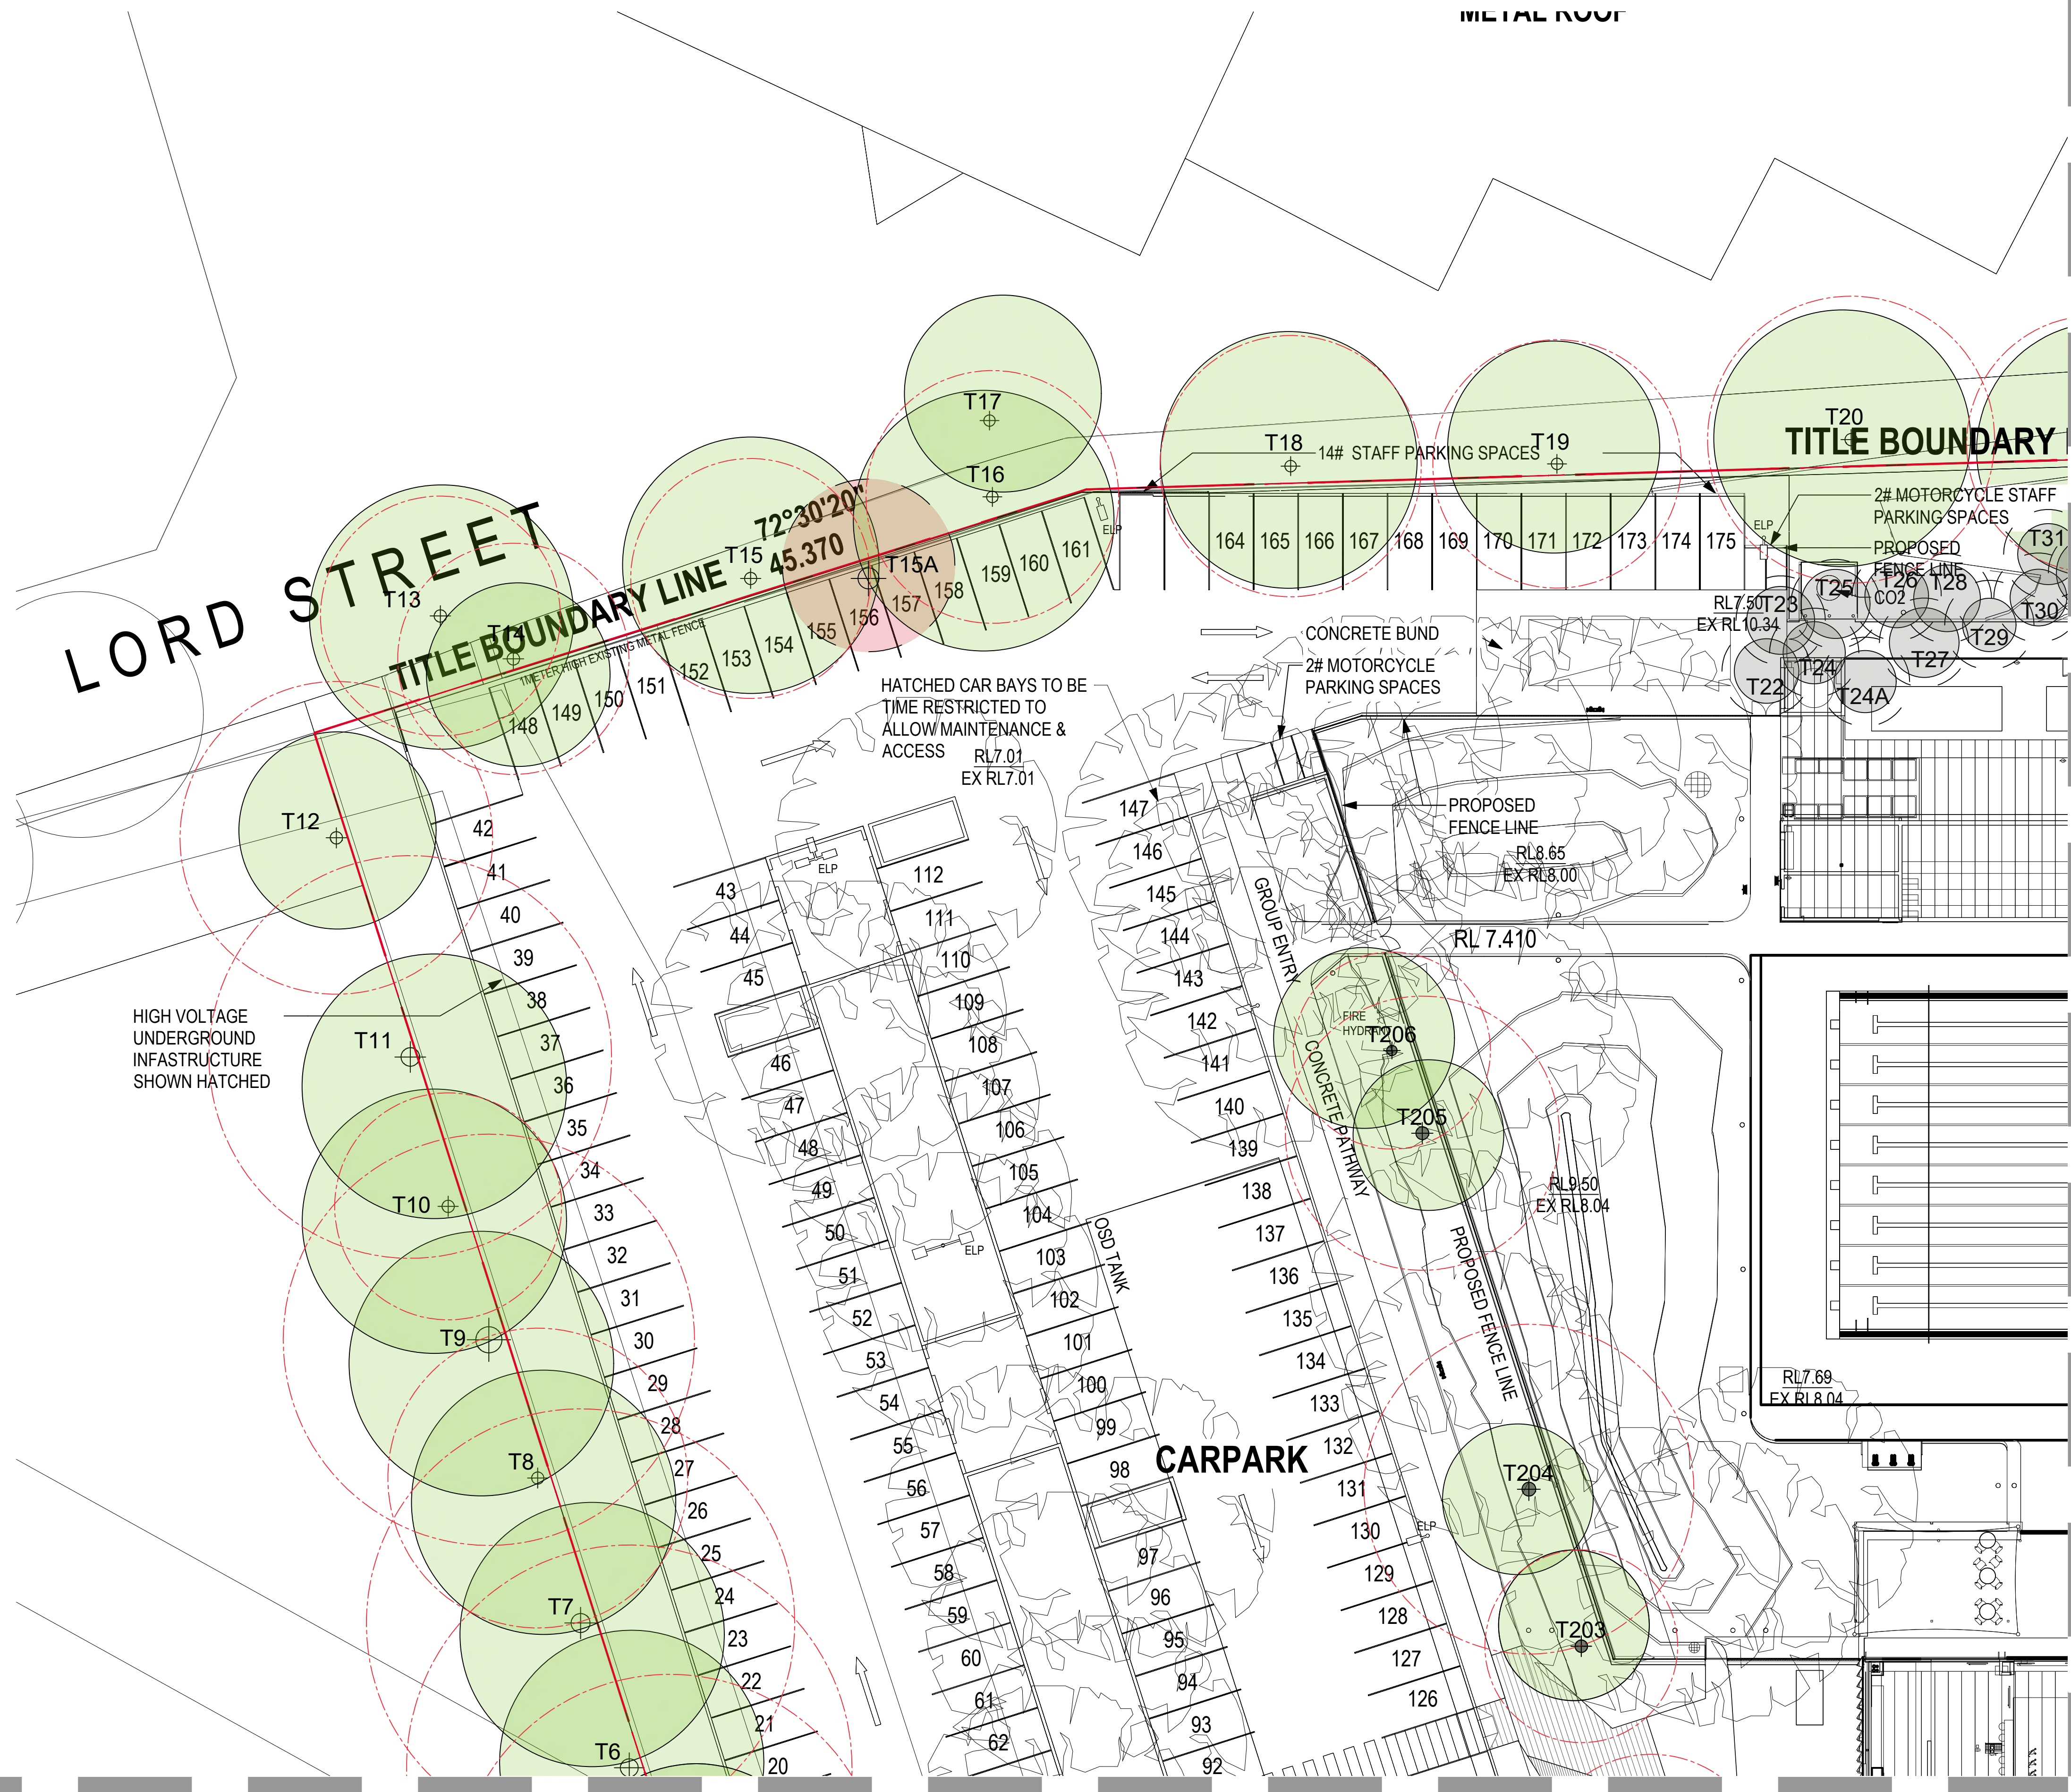 METAL ROOF
LORD STREET
TITLE BOUNDARY LINE
72°30'20"
45.370
1METER HIGH EXISTING METAL FENCE
T17
T16
T18
14# STAFF PARKING SPACES
T19
T20
TITLE BOUNDARY
T15
T15A
T13
T14
T12
ELP
2# MOTORCYCLE STAFF
PARKING SPACES
ELP
PROPOSED
FENCE LINE
CO2
T31
T25
T26
T28
T30
T23
T29
T27
T24
T22
T24A
RL7.50
EX RL10.34
148
149
150
151
152
153
154
155
156
157
158
159
160
161
164
165
166
167
168
169
170
171
172
173
174
175
CONCRETE BUND
2# MOTORCYCLE
PARKING SPACES
HATCHED CAR BAYS TO BE
TIME RESTRICTED TO
ALLOW MAINTENANCE &
ACCESS
RL7.01
EX RL7.01
PROPOSED
FENCE LINE
RL8.65
EX RL8.00
RL 7.410
GROUP ENTRY
HIGH VOLTAGE
UNDERGROUND
INFASTRUCTURE
SHOWN HATCHED
T11
T10
T9
T8
T7
T6
42
41
40
39
38
37
36
35
34
33
32
31
30
29
28
27
26
25
24
23
22
21
20
ELP
43
44
45
46
47
48
49
50
51
52
53
54
55
56
57
58
59
60
61
62
112
111
110
109
108
107
106
105
104
103
102
101
100
99
98
97
96
95
94
93
92
ELP
OSD TANK
CARPARK
147
146
145
144
143
142
141
140
139
138
137
136
135
134
133
132
131
130
129
128
127
126
ELP
FIRE
HYDRANT
T206
T205
CONCRETE PATHWAY
PROPOSED FENCE LINE
RL9.50
EX RL8.04
T204
T203
RL7.69
EX RL8.04